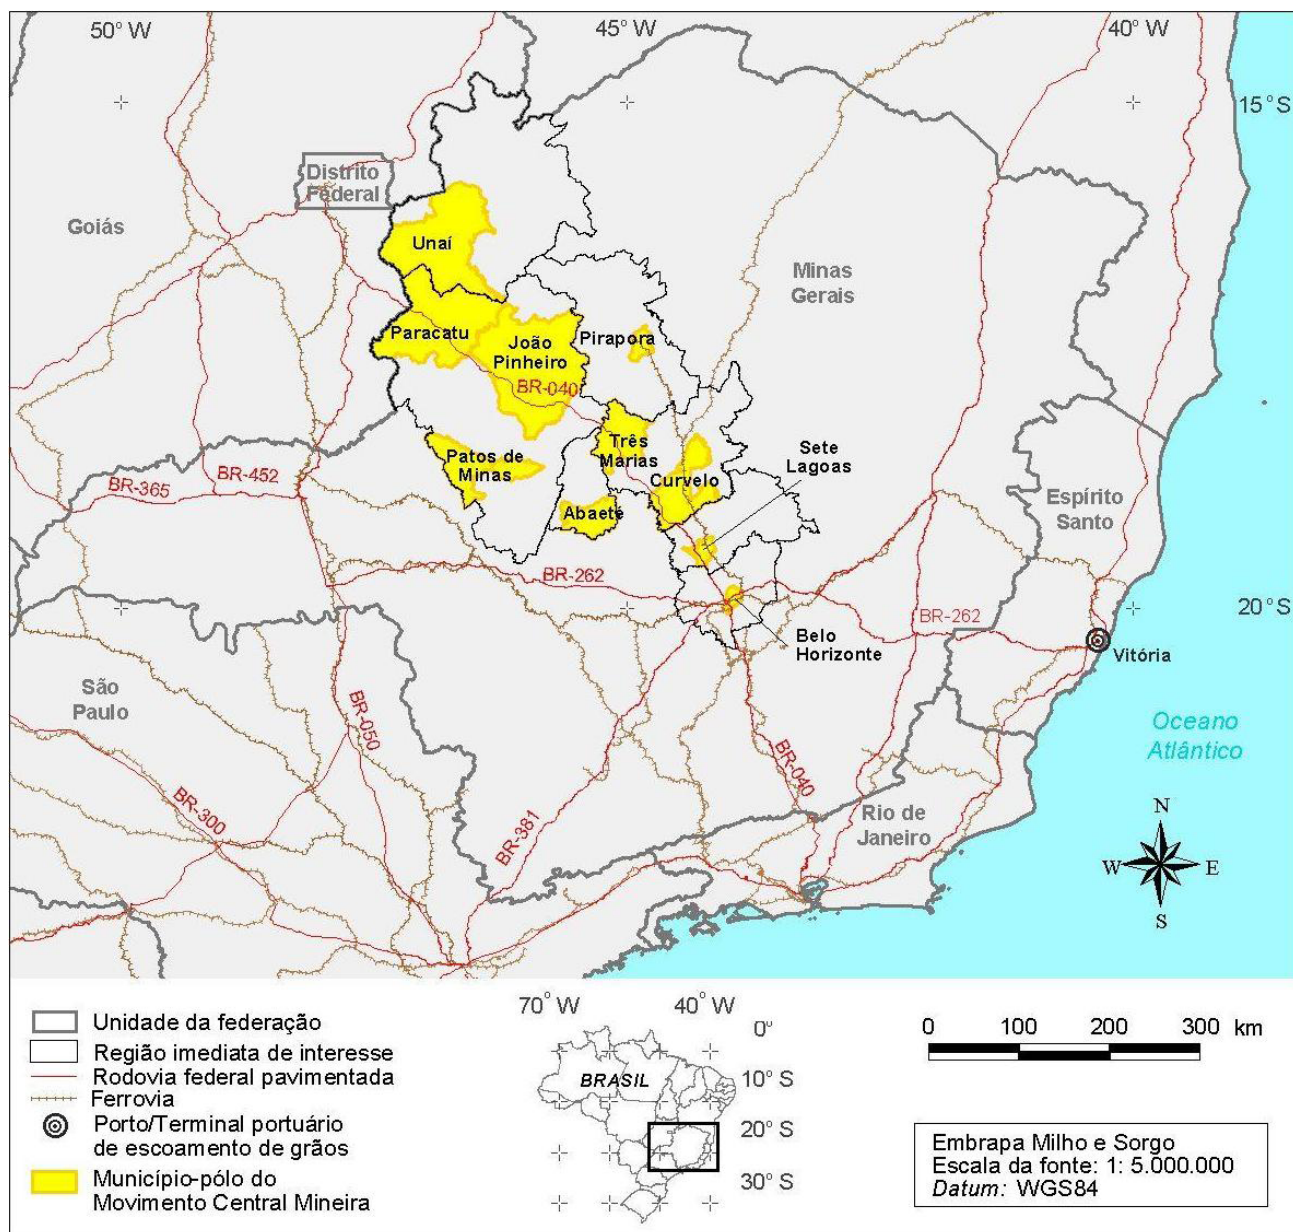 50° W
45° W
40° W
15° S
Distrito
Federal
Goiás
Unaí
Minas
Gerais
Paracatu
João
Pinheiro
Pirapora
BR-040
Três
Marias
Sete
Lagoas
Patos de
Minas
Curvelo
BR-452
BR-365
Abaeté
Espírito
Santo
BR-262
20° S
BR-262
Belo
Horizonte
Vitória
São
Paulo
BR-050
Oceano
Atlântico
BR-040
BR-300
BR-381
Rio de
Janeiro
N
W
E
S
Unidade da federação
Região imediata de interesse
Rodovia federal pavimentada
Ferrovia
Porto/Terminal portuário
de escoamento de grãos
Município-pólo do
Movimento Central Mineira
70° W
40° W
0°
BRASIL
10° S
20° S
30° S
0 100 200 300 km
Embrapa Milho e Sorgo
Escala da fonte: 1: 5.000.000
Datum: WGS84